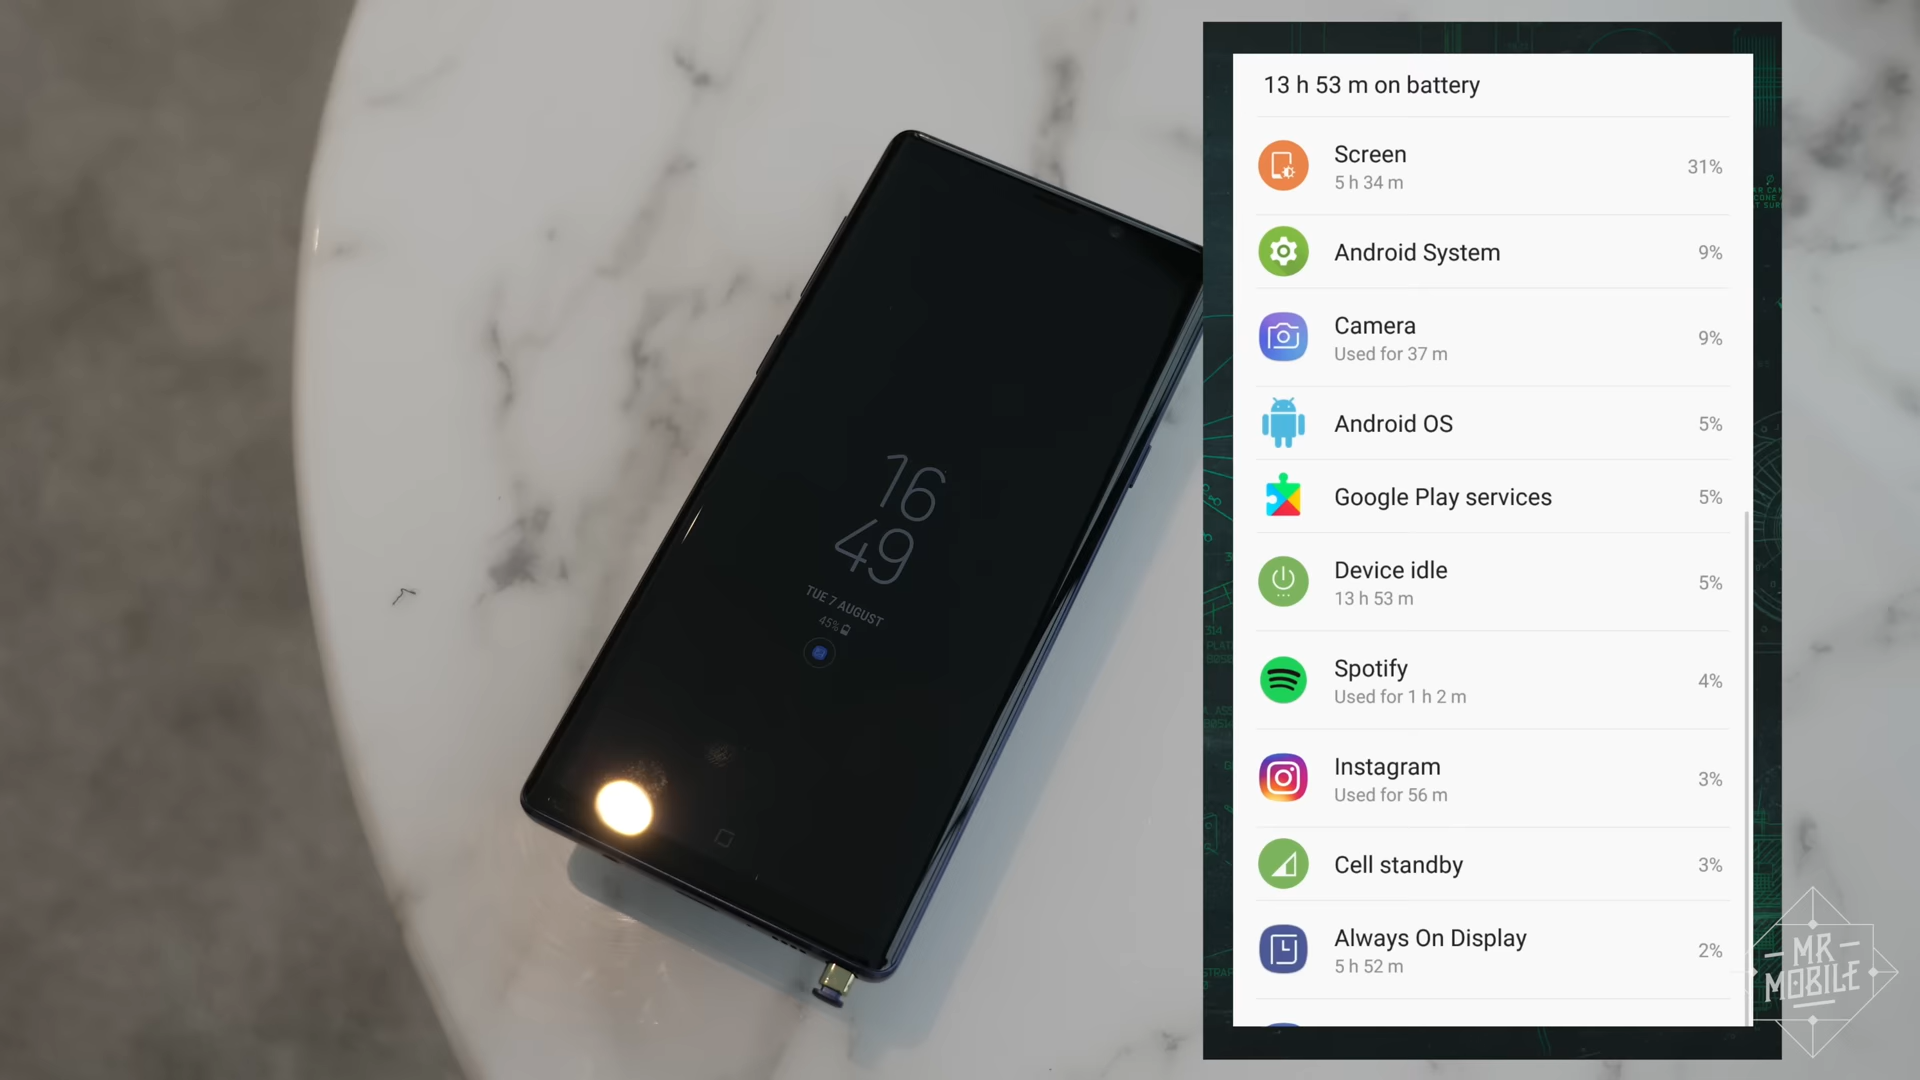 16
49
TUE 7 AUGUST
45%
13 h 53 m on battery
Screen
5 h 34 m
31%
Android System
9%
Camera
Used for 37 m
9%
Android OS
5%
Google Play services
5%
Device idle
13 h 53 m
5%
Spotify
Used for 1 h 2 m
4%
Instagram
Used for 56 m
3%
Cell standby
3%
Always On Display
5 h 52 m
2%
MR
MOBILE